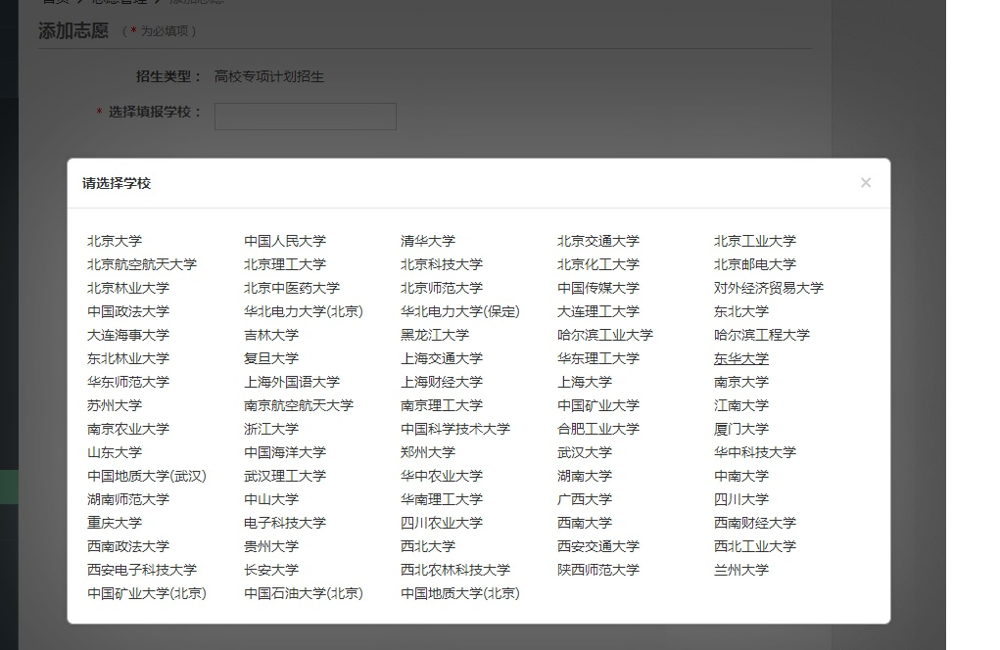 添加志愿 （ * 为必填项 ）
招生类型： 高校专项计划招生
* 选择填报学校：
请选择学校 ×
北京大学 中国人民大学 清华大学 北京交通大学 北京工业大学
北京航空航天大学 北京理工大学 北京科技大学 北京化工大学 北京邮电大学
北京林业大学 北京中医药大学 北京师范大学 中国传媒大学 对外经济贸易大学
中国政法大学 华北电力大学(北京) 华北电力大学(保定) 大连理工大学 东北大学
大连海事大学 吉林大学 黑龙江大学 哈尔滨工业大学 哈尔滨工程大学
东北林业大学 复旦大学 上海交通大学 华东理工大学 东华大学
华东师范大学 上海外国语大学 上海财经大学 上海大学 南京大学
苏州大学 南京航空航天大学 南京理工大学 中国矿业大学 江南大学
南京农业大学 浙江大学 中国科学技术大学 合肥工业大学 厦门大学
山东大学 中国海洋大学 郑州大学 武汉大学 华中科技大学
中国地质大学(武汉) 武汉理工大学 华中农业大学 湖南大学 中南大学
湖南师范大学 中山大学 华南理工大学 广西大学 四川大学
重庆大学 电子科技大学 四川农业大学 西南大学 西南财经大学
西南政法大学 贵州大学 西北大学 西安交通大学 西北工业大学
西安电子科技大学 长安大学 西北农林科技大学 陕西师范大学 兰州大学
中国矿业大学(北京) 中国石油大学(北京) 中国地质大学(北京)